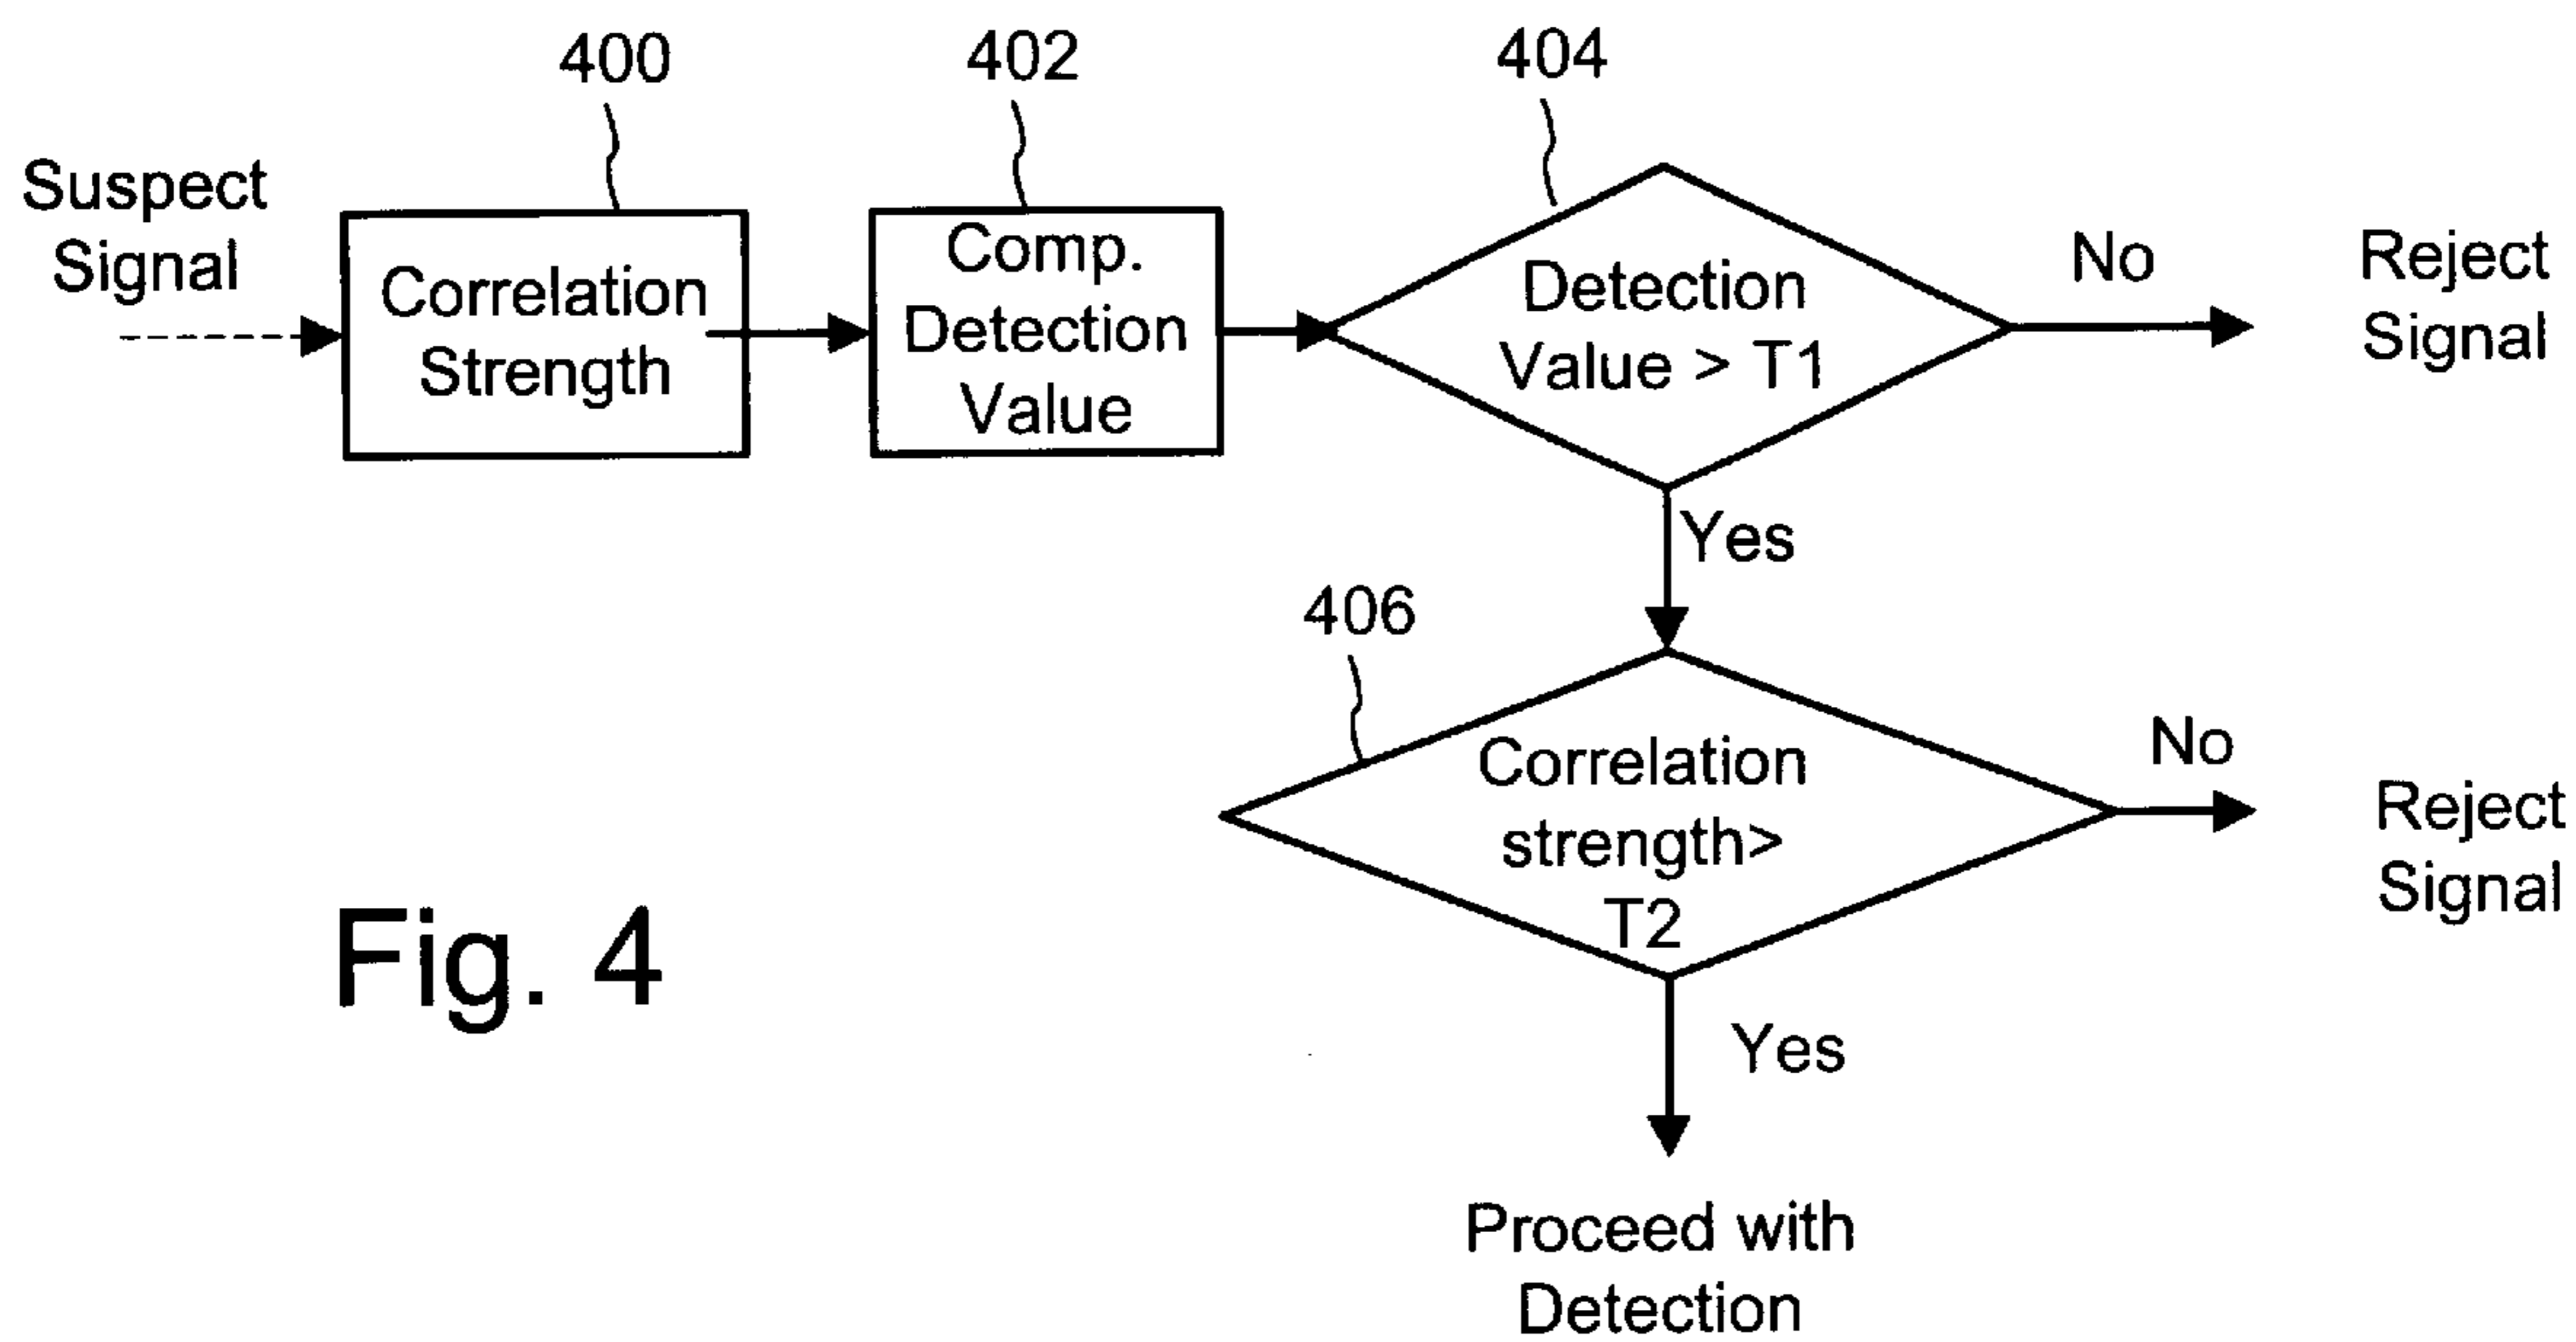 400
402
404
Suspect
Signal
Correlation
Strength
Comp.
Detection
Value
Detection
Value > T1
No
Reject
Signal
Yes
406
Correlation
strength>
T2
No
Reject
Signal
Yes
Proceed with
Detection
Fig. 4